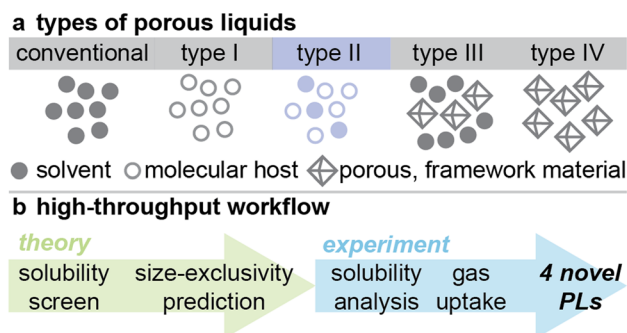 a types of porous liquids
conventional type I type II type III type IV
solvent molecular host porous, framework material
b high-throughput workflow
theory experiment
solubility size-exclusivity solubility gas 4 novel
screen prediction analysis uptake PLs